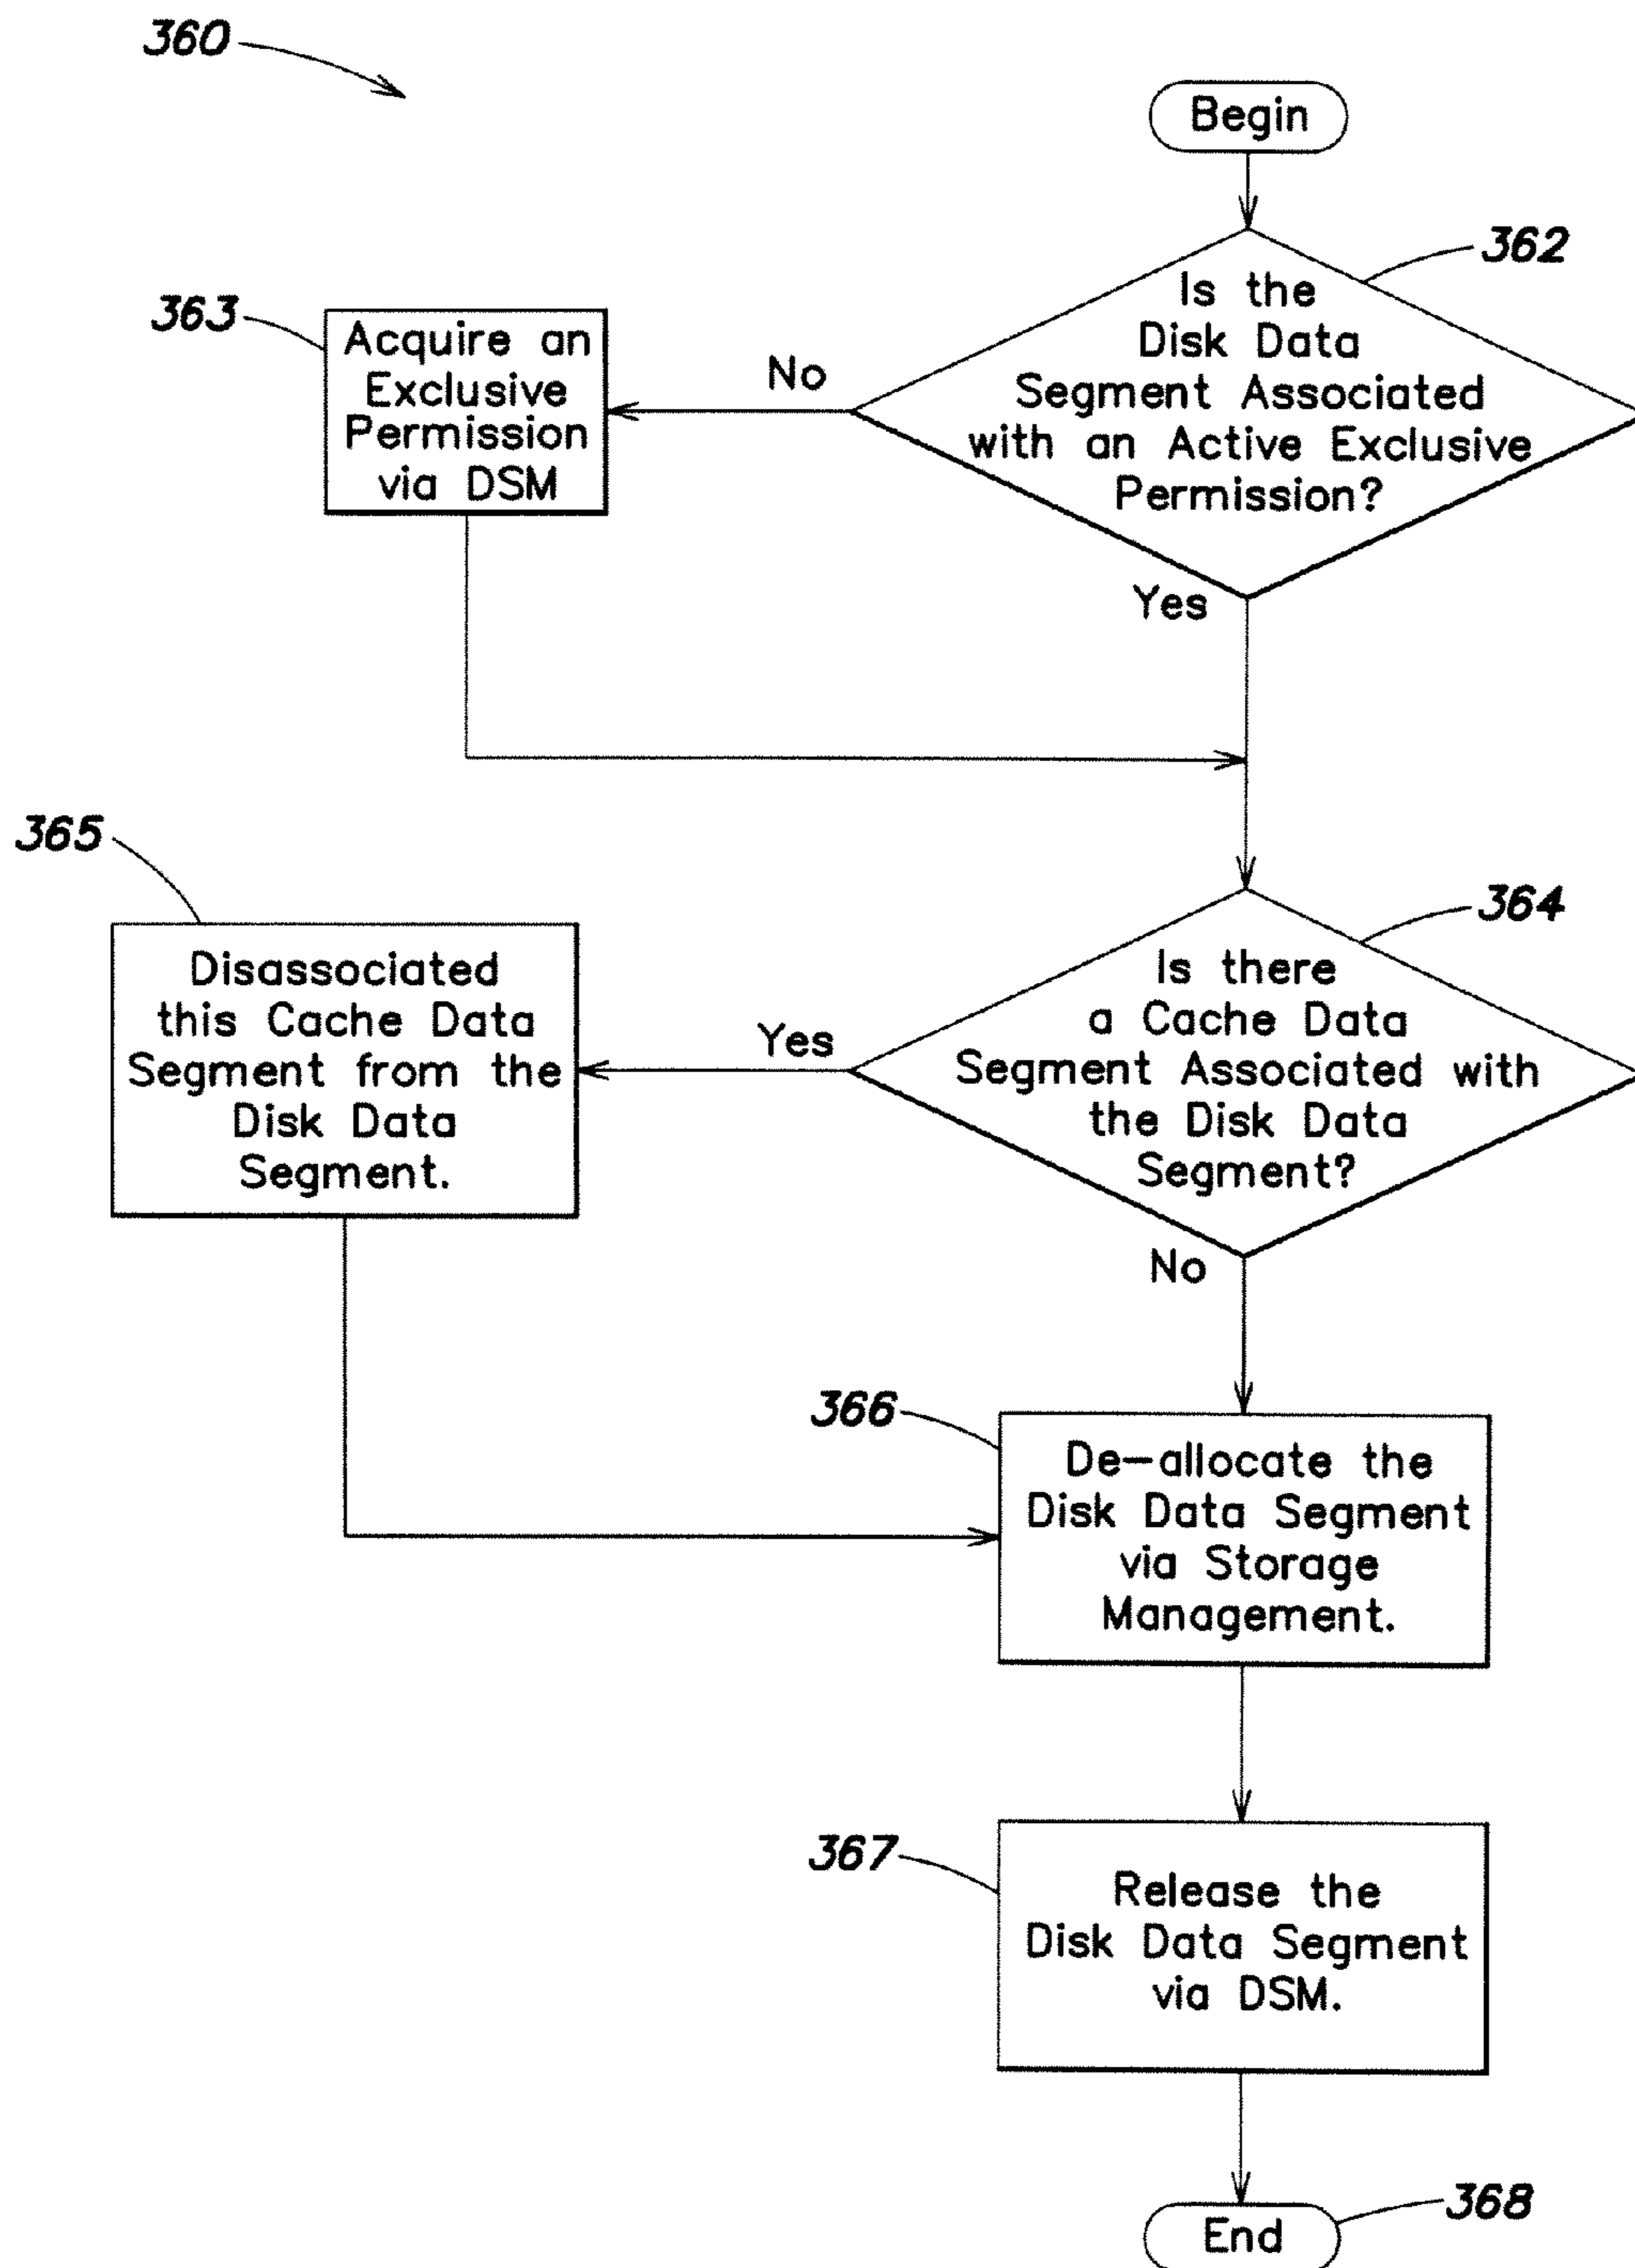 360
Begin
362
Is the
Disk Data
Segment Associated
with an Active Exclusive
Permission?
No
Yes
363
Acquire an
Exclusive
Permission
via DSM
364
Is there
a Cache Data
Segment Associated with
the Disk Data
Segment?
Yes
No
365
Disassociated
this Cache Data
Segment from the
Disk Data
Segment.
366
De-allocate the
Disk Data Segment
via Storage
Management.
367
Release the
Disk Data Segment
via DSM.
368
End